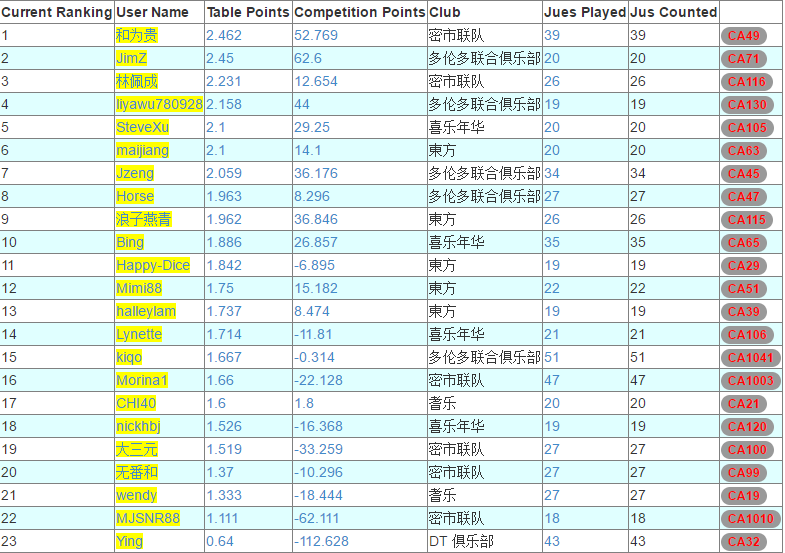 Current Ranking User Name Table Points Competition Points Club Jues Played Jus Counted
1 和为贵 2.462 52.769 密市联队 39 39 CA49
2 JimZ 2.45 62.6 多伦多联合俱乐部 20 20 CA71
3 林佩成 2.231 12.654 密市联队 26 26 CA116
4 liyawu780928 2.158 44 多伦多联合俱乐部 19 19 CA130
5 SteveXu 2.1 29.25 喜乐年华 20 20 CA105
6 maijiang 2.1 14.1 東方 20 20 CA63
7 Jzeng 2.059 36.176 多伦多联合俱乐部 34 34 CA45
8 Horse 1.963 8.296 多伦多联合俱乐部 27 27 CA47
9 浪子燕青 1.962 36.846 東方 26 26 CA115
10 Bing 1.886 26.857 喜乐年华 35 35 CA65
11 Happy-Dice 1.842 -6.895 東方 19 19 CA29
12 Mimi88 1.75 15.182 東方 22 22 CA51
13 halleylam 1.737 8.474 東方 19 19 CA39
14 Lynette 1.714 -11.81 喜乐年华 21 21 CA106
15 kiqo 1.667 -0.314 多伦多联合俱乐部 51 51 CA1041
16 Morina1 1.66 -22.128 密市联队 47 47 CA1003
17 CHI40 1.6 1.8 耆乐 20 20 CA21
18 nickhbj 1.526 -16.368 喜乐年华 19 19 CA120
19 大三元 1.519 -33.259 密市联队 27 27 CA100
20 无番和 1.37 -10.296 密市联队 27 27 CA99
21 wendy 1.333 -18.444 耆乐 27 27 CA19
22 MJSNR88 1.111 -62.111 密市联队 18 18 CA1010
23 Ying 0.64 -112.628 DT 俱乐部 43 43 CA32